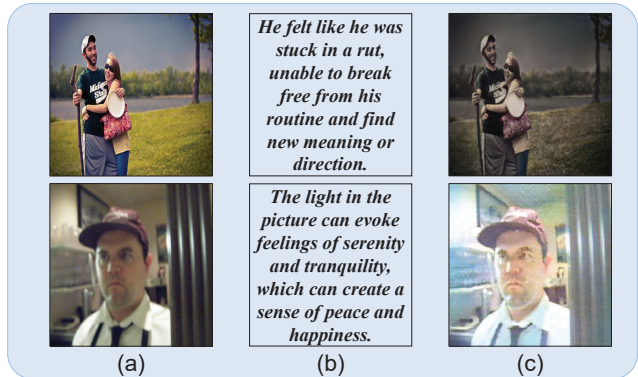 He felt like he was
stuck in a rut,
unable to break
free from his
routine and find
new meaning or
direction.
The light in the
picture can evoke
feelings of serenity
and tranquility,
which can create a
sense of peace and
happiness.
(a) (b) (c)